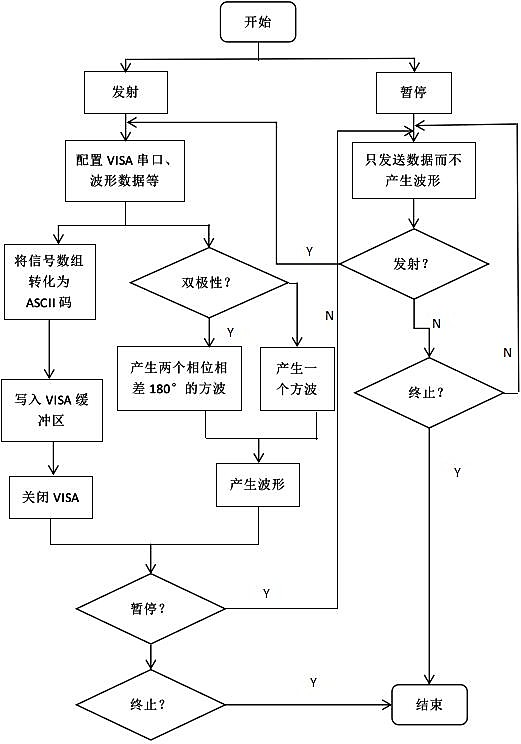 开始
发射
暂停
配置 VISA 串口、
波形数据等
只发送数据而不
产生波形
将信号数组
转化为
ASCII 码
双极性？
Y
发射？
Y
N
N
N
产生两个相位相
差 180°的方波
产生一
个方波
写入 VISA 缓
冲区
终止？
关闭 VISA
产生波形
Y
暂停？
Y
终止？
Y
结束